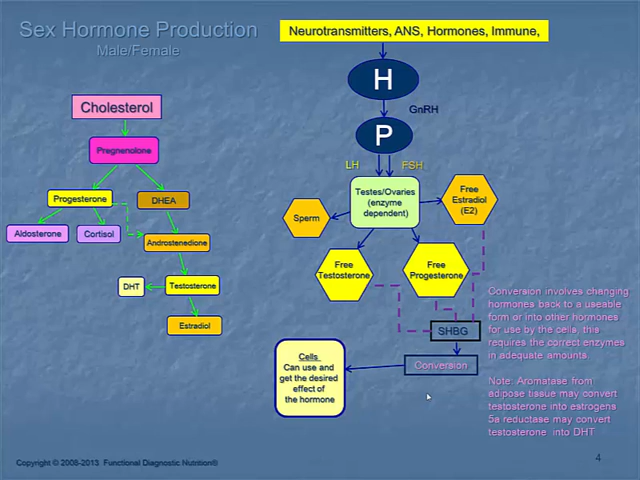 Sex Hormone Production
Male/Female
Neurotransmitters, ANS, Hormones, Immune,
H
GnRH
P
LH
FSH
Cholesterol
Pregnenolone
Progesterone
DHEA
Aldosterone
Cortisol
Androstenedione
DHT
Testosterone
Estradiol
Testes/Ovaries
(enzyme
dependent)
Free
Estradiol
(E2)
Sperm
Free
Testosterone
Free
Progesterone
SHBG
Conversion
Cells
Can use and
get the desired
effect of
the hormone
Conversion involves changing
hormones back to a useable
form or into other hormones
for use by the cells, this
requires the correct enzymes
in adequate amounts.
Note: Aromatase from
adipose tissue may convert
testosterone into estrogens
5a reductase may convert
testosterone into DHT
Copyright © 2008-2013 Functional Diagnostic Nutrition®
4